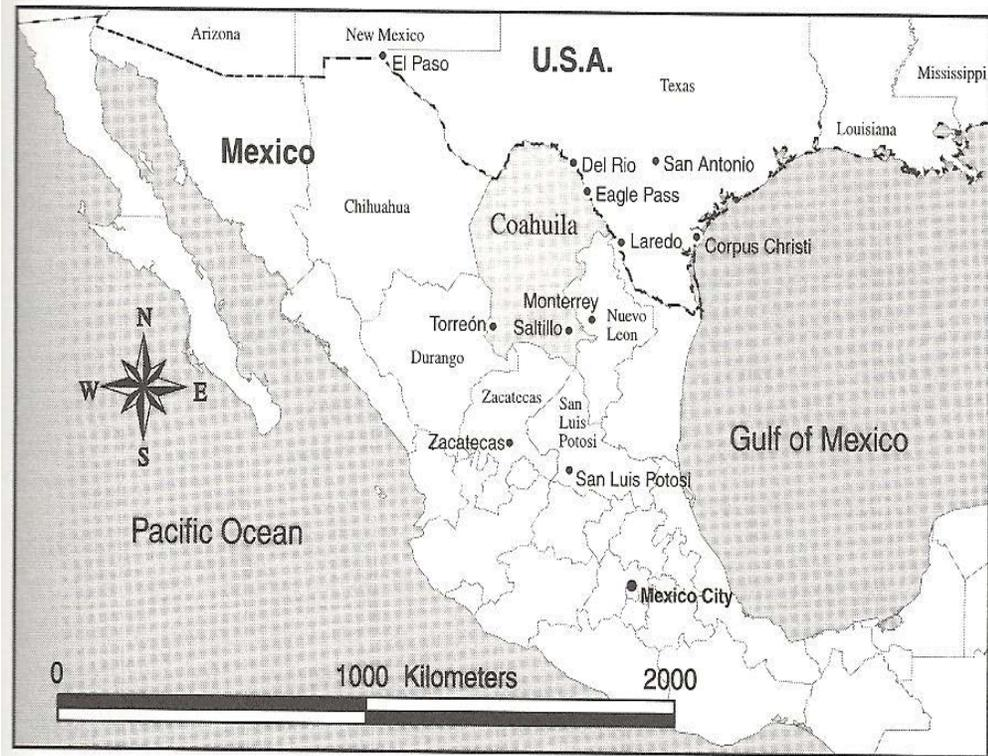 Arizona
New Mexico
El Paso
U.S.A.
Texas
Mississippi
Louisiana
Mexico
Del Rio
San Antonio
Eagle Pass
Chihuahua
Coahuila
Laredo
Corpus Christi
Monterrey
Nuevo
Leon
Torreón
Saltillo
Durango
N
W
E
S
Zacatecas
San
Luis
Potosi
Zacatecas
San Luis Potosi
Gulf of Mexico
Pacific Ocean
Mexico City
0
1000 Kilometers
2000